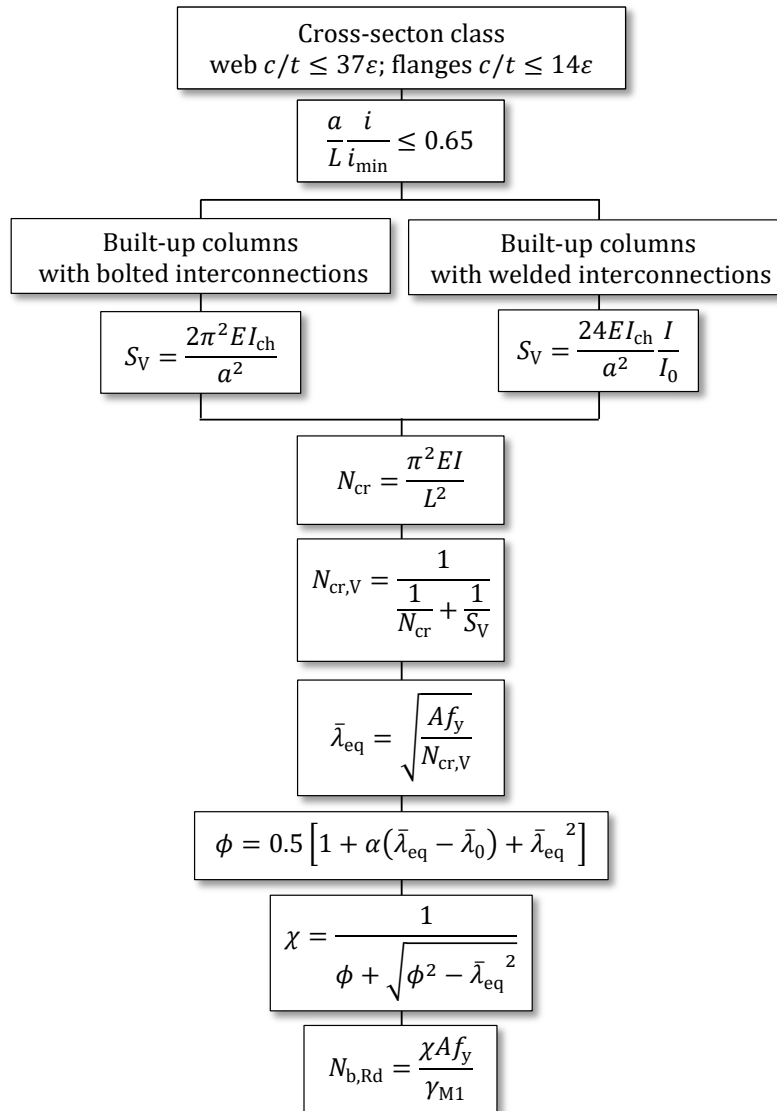 Cross-secton class
web c/t ≤ 37ε; flanges c/t ≤ 14ε
a/L i/i_min ≤ 0.65
Built-up columns
with bolted interconnections
Built-up columns
with welded interconnections
S_V = 2π²EI_ch / a²
S_V = 24EI_ch / a² I / I_0
N_cr = π²EI / L²
N_cr,V = 1 / (1/N_cr + 1/S_V)
λ̄_eq = √(Af_y / N_cr,V)
ϕ = 0.5 [1 + α(λ̄_eq − λ̄_0) + λ̄_eq²]
χ = 1 / (ϕ + √(ϕ² − λ̄_eq²))
N_b,Rd = χAf_y / γ_M1